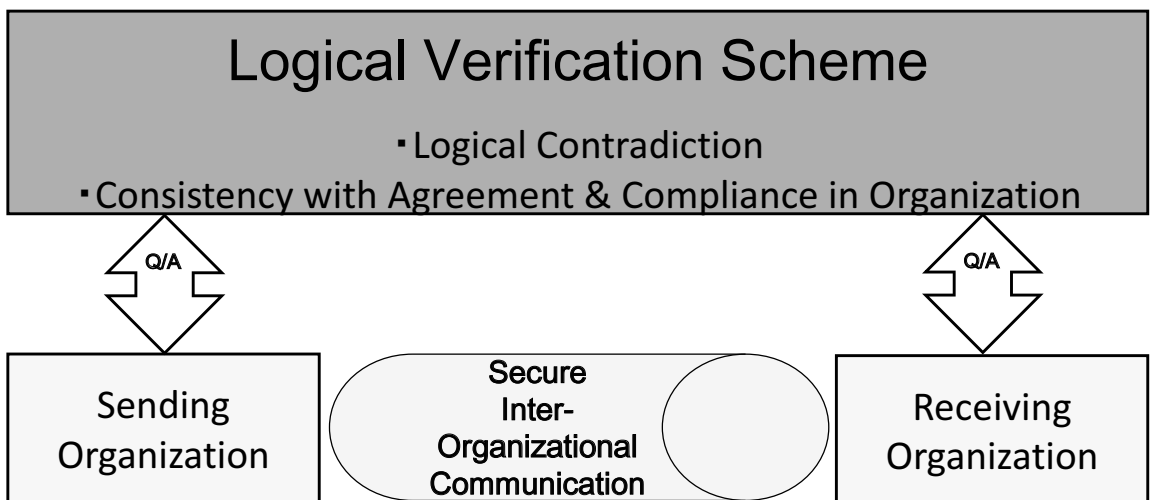 Logical Verification Scheme
▪Logical Contradiction
▪Consistency with Agreement & Compliance in Organization
Q/A
Q/A
Sending
Organization
Secure
Inter-
Organizational
Communication
Receiving
Organization